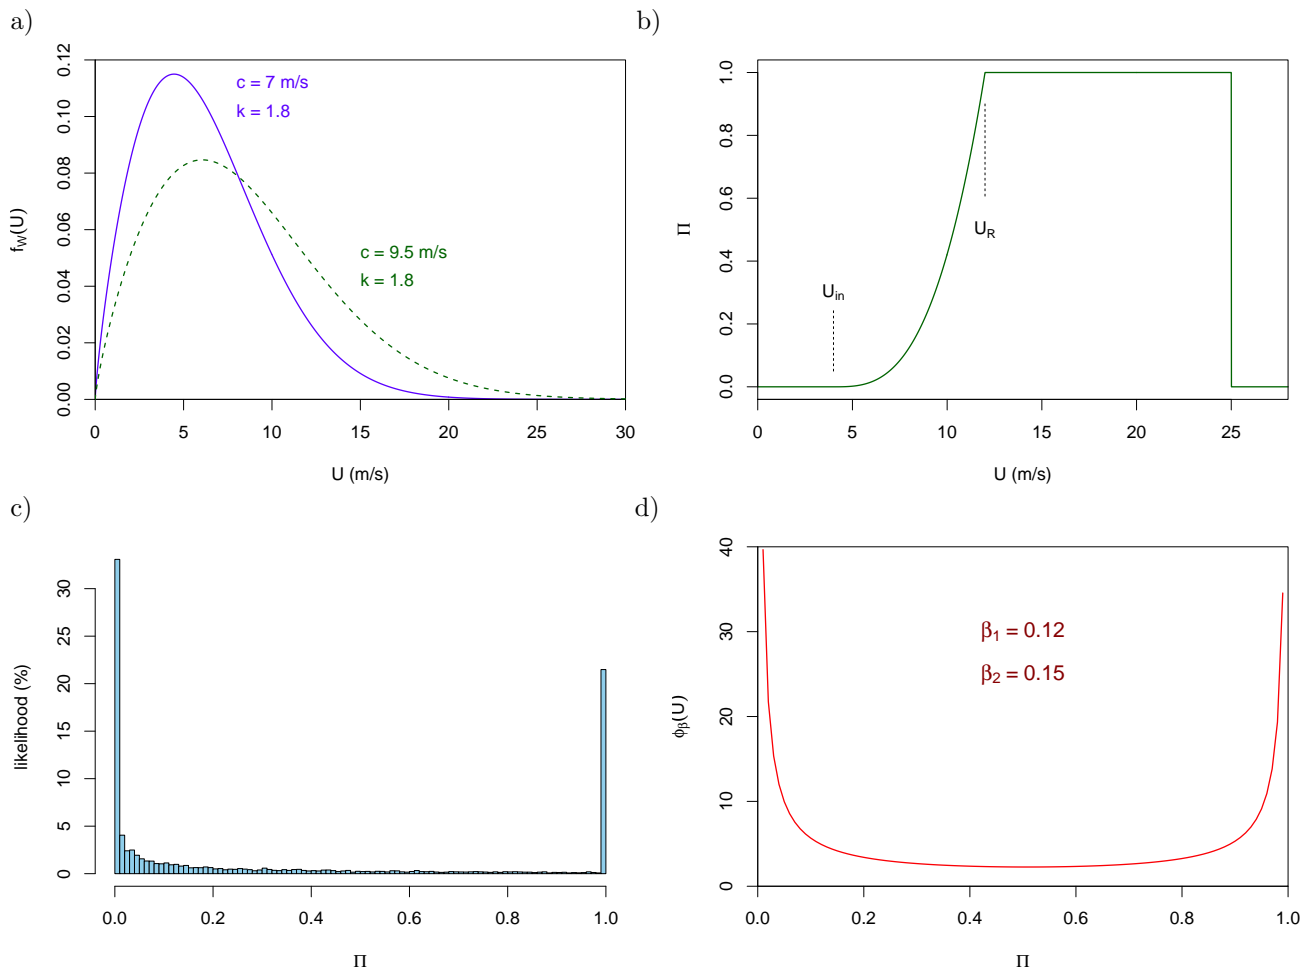 a)
f_W(U)
0.00 0.02 0.04 0.06 0.08 0.10 0.12
c = 7 m/s
k = 1.8
c = 9.5 m/s
k = 1.8
0 5 10 15 20 25 30
U (m/s)
b)
Π
0.0 0.2 0.4 0.6 0.8 1.0
U_in
U_R
0 5 10 15 20 25
U (m/s)
c)
likelihood (%)
0 5 10 15 20 25 30
0.0 0.2 0.4 0.6 0.8 1.0
Π
d)
ϕ_β(U)
0 10 20 30 40
β₁ = 0.12
β₂ = 0.15
0.0 0.2 0.4 0.6 0.8 1.0
Π